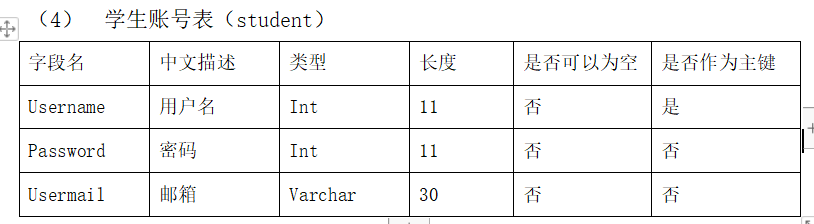 （4） 学生账号表（student）
字段名 中文描述 类型 长度 是否可以为空 是否作为主键
Username 用户名 Int 11 否 是
Password 密码 Int 11 否 否
Usermail 邮箱 Varchar 30 否 否